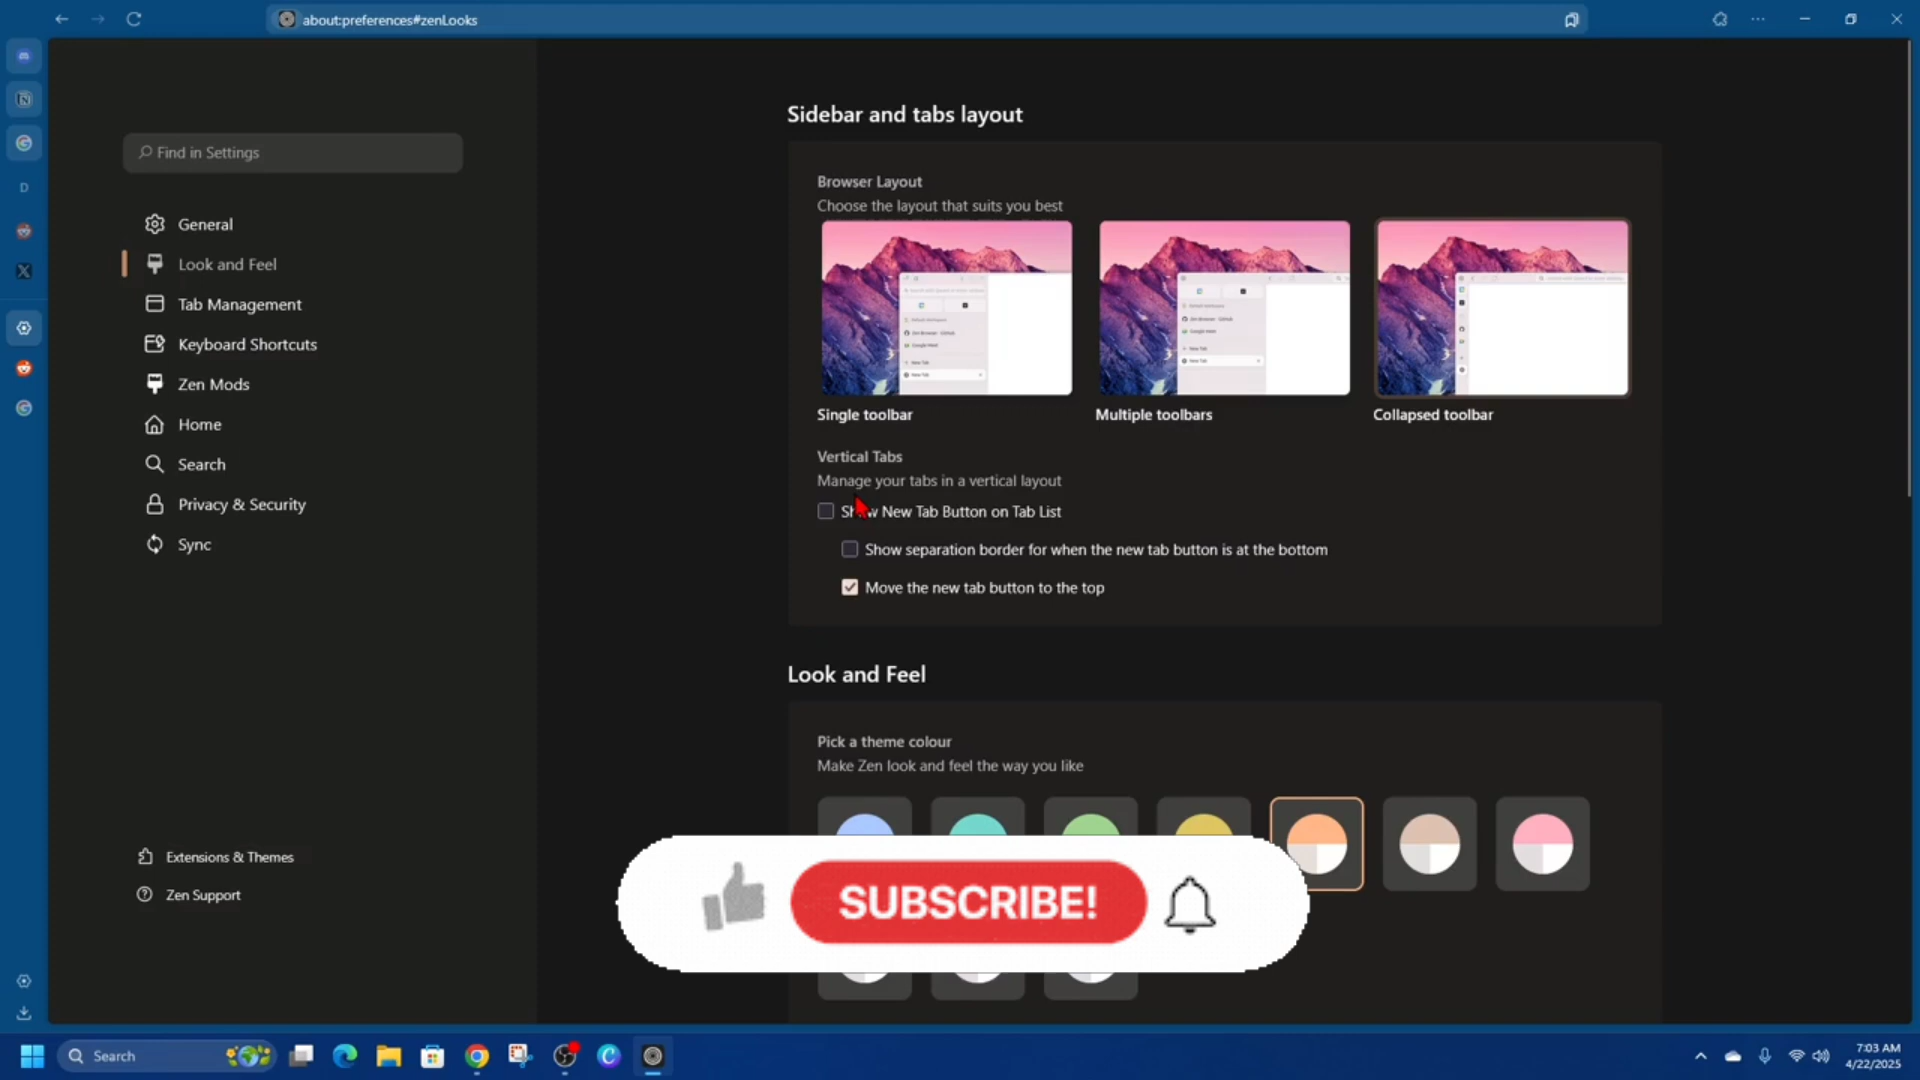 about:preferences#zenLooks
D
Find in Settings
General
Look and Feel
Tab Management
Keyboard Shortcuts
Zen Mods
Home
Search
Privacy & Security
Sync
Extensions & Themes
Zen Support
Sidebar and tabs layout
Browser Layout
Choose the layout that suits you best
Single toolbar
Multiple toolbars
Collapsed toolbar
Vertical Tabs
Manage your tabs in a vertical layout
Show New Tab Button on Tab List
Show separation border for when the new tab button is at the bottom
Move the new tab button to the top
Look and Feel
Pick a theme colour
Make Zen look and feel the way you like
SUBSCRIBE!
Search
7:03 AM
4/22/2025